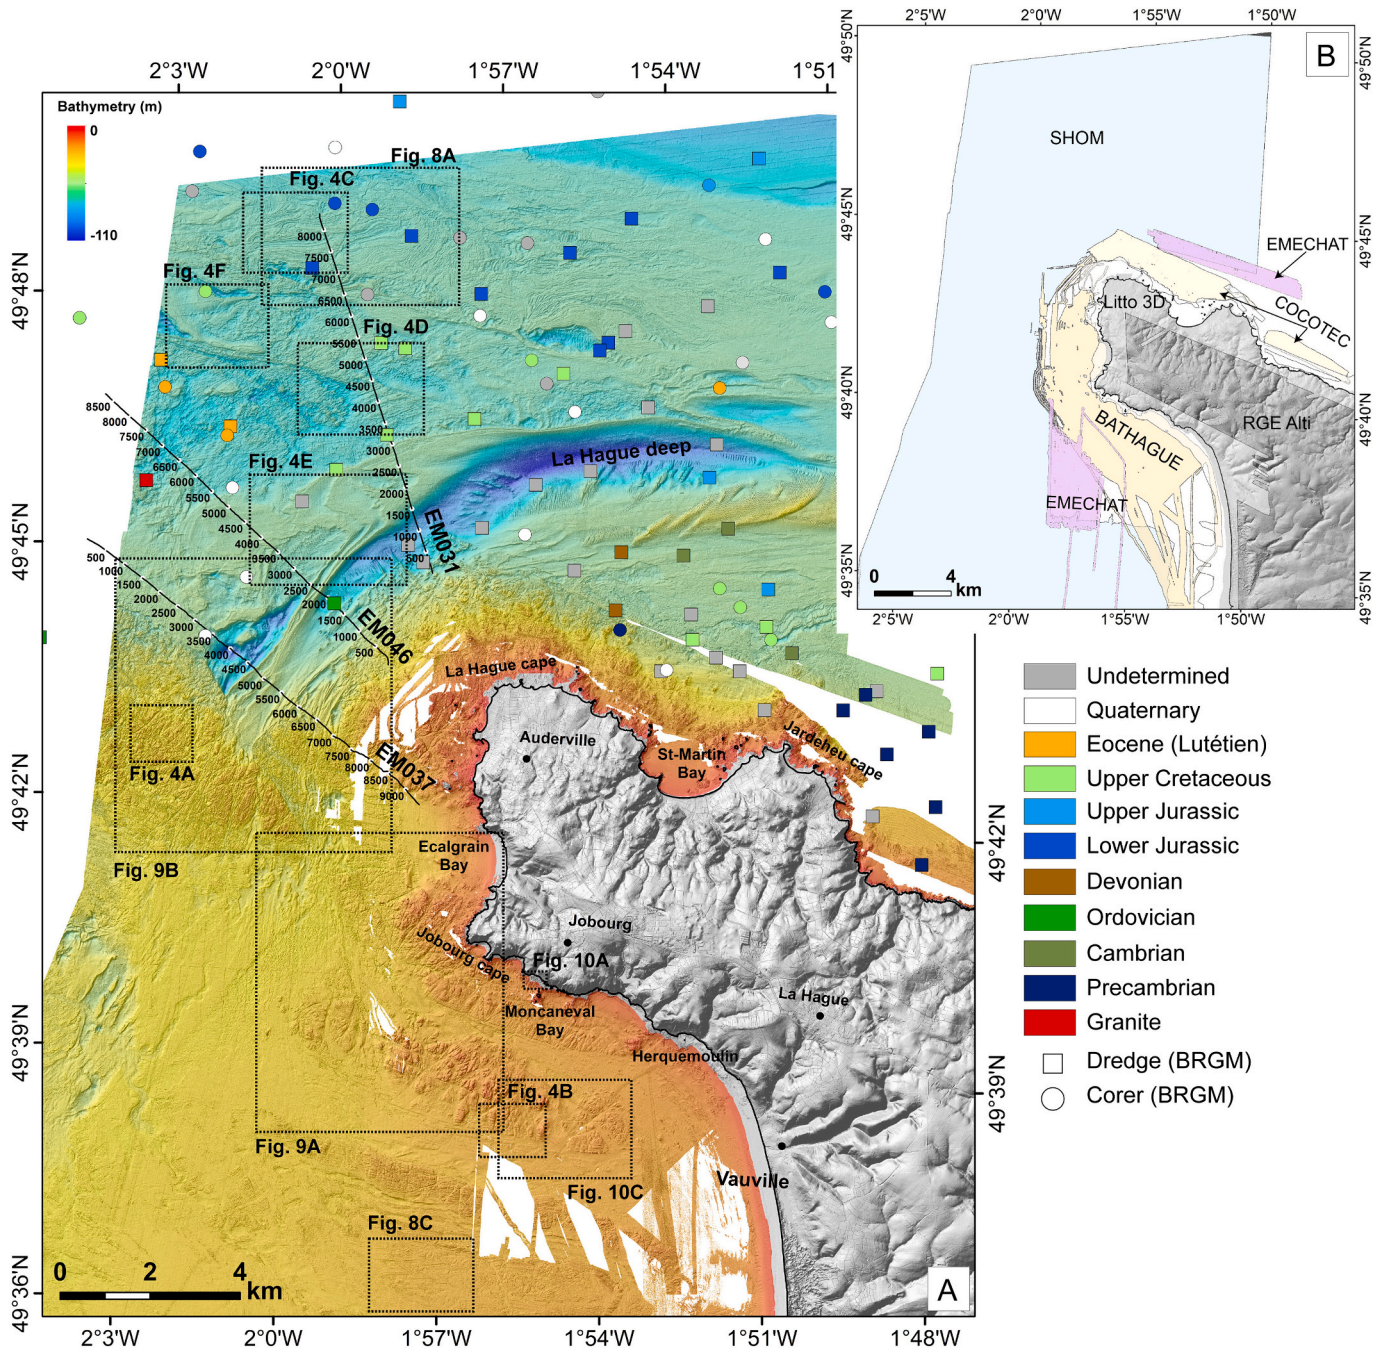 2°3'W
2°0'W
1°57'W
1°54'W
1°51
Bathymetry (m)
0
-110
Fig. 8A
Fig. 4C
8000
7500
7000
6500
6000
5500
5000
4500
4000
3500
3000
2500
2000
1500
1000
500
EM031
Fig. 4F
Fig. 4D
49°48'N
8500
8000
7500
7000
6500
6000
5500
5000
4500
4000
3500
3000
2500
2000
1500
1000
500
EM046
Fig. 4E
La Hague deep
49°45'N
500
1000
1500
2000
2500
3000
3500
4000
4500
5000
5500
6000
6500
7000
7500
8000
8500
9000
EM037
La Hague cape
Auderville
St-Martin
Bay
Jardeheu cape
Fig. 4A
49°42'N
49°42'N
Fig. 9B
Ecalgrain
Bay
Jobourg
Jobourg cape
Fig. 10A
La Hague
Moncaneval
Bay
Herquemoulin
49°39'N
49°39'N
Fig. 4B
Fig. 9A
Fig. 10C
Vauville
Fig. 8C
0
2
4
km
A
49°36'N
2°3'W
2°0'W
1°57'W
1°54'W
1°51'W
1°48'W
2°5'W
2°0'W
1°55'W
1°50'W
49°50'N
49°50'N
B
SHOM
49°45'N
49°45'N
EMECHAT
COCOTEC
Litto 3D
49°40'N
49°40'N
RGE Alti
BATHAGUE
EMECHAT
49°35'N
49°35'N
0
4
km
2°5'W
2°0'W
1°55'W
1°50'W
Undetermined
Quaternary
Eocene (Lutétien)
Upper Cretaceous
Upper Jurassic
Lower Jurassic
Devonian
Ordovician
Cambrian
Precambrian
Granite
Dredge (BRGM)
Corer (BRGM)